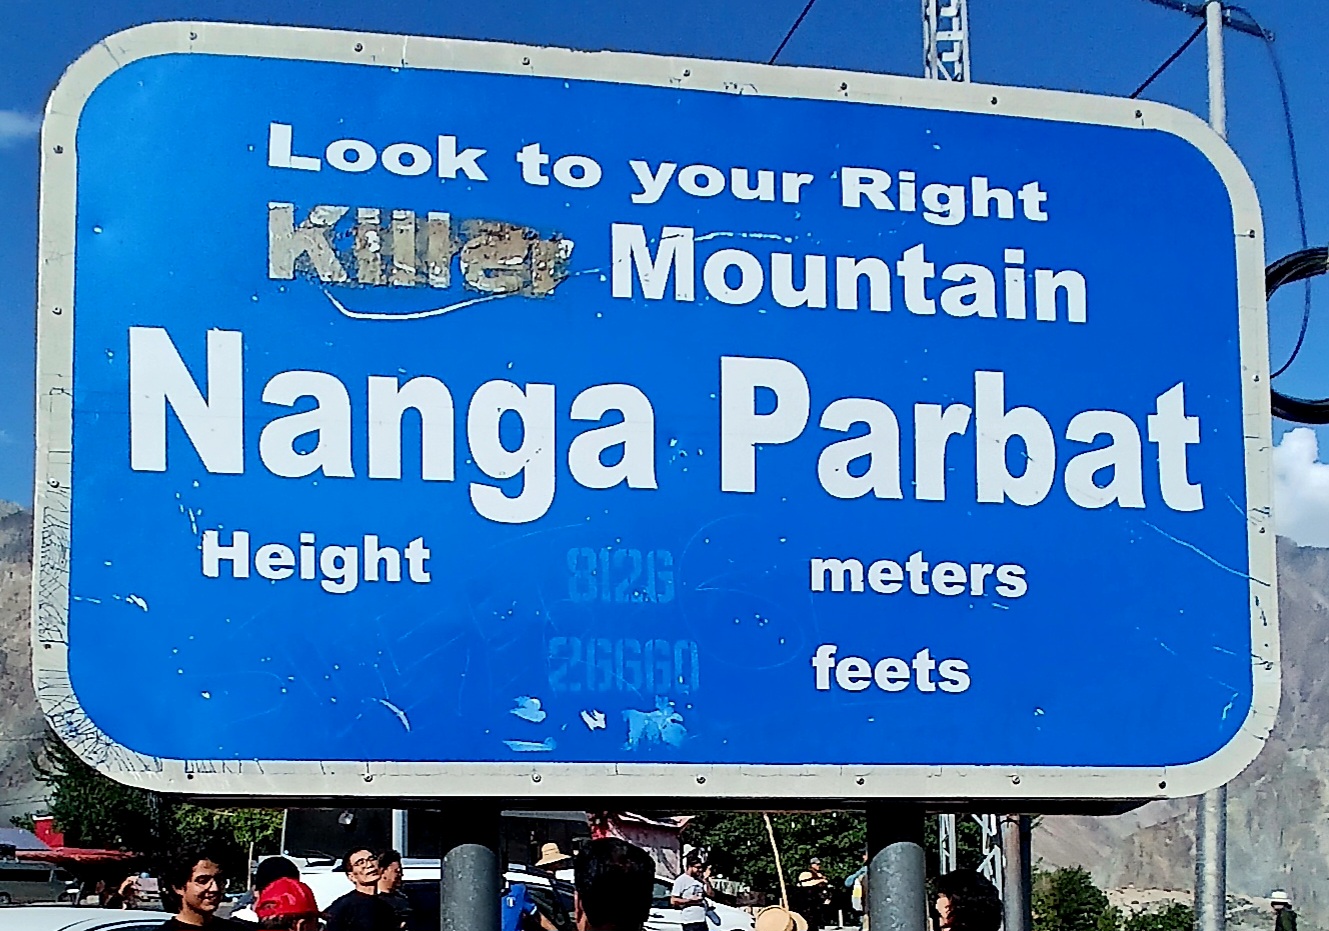 Look to your Right
Killer Mountain
Nanga Parbat
Height 8126 meters
26660 feets